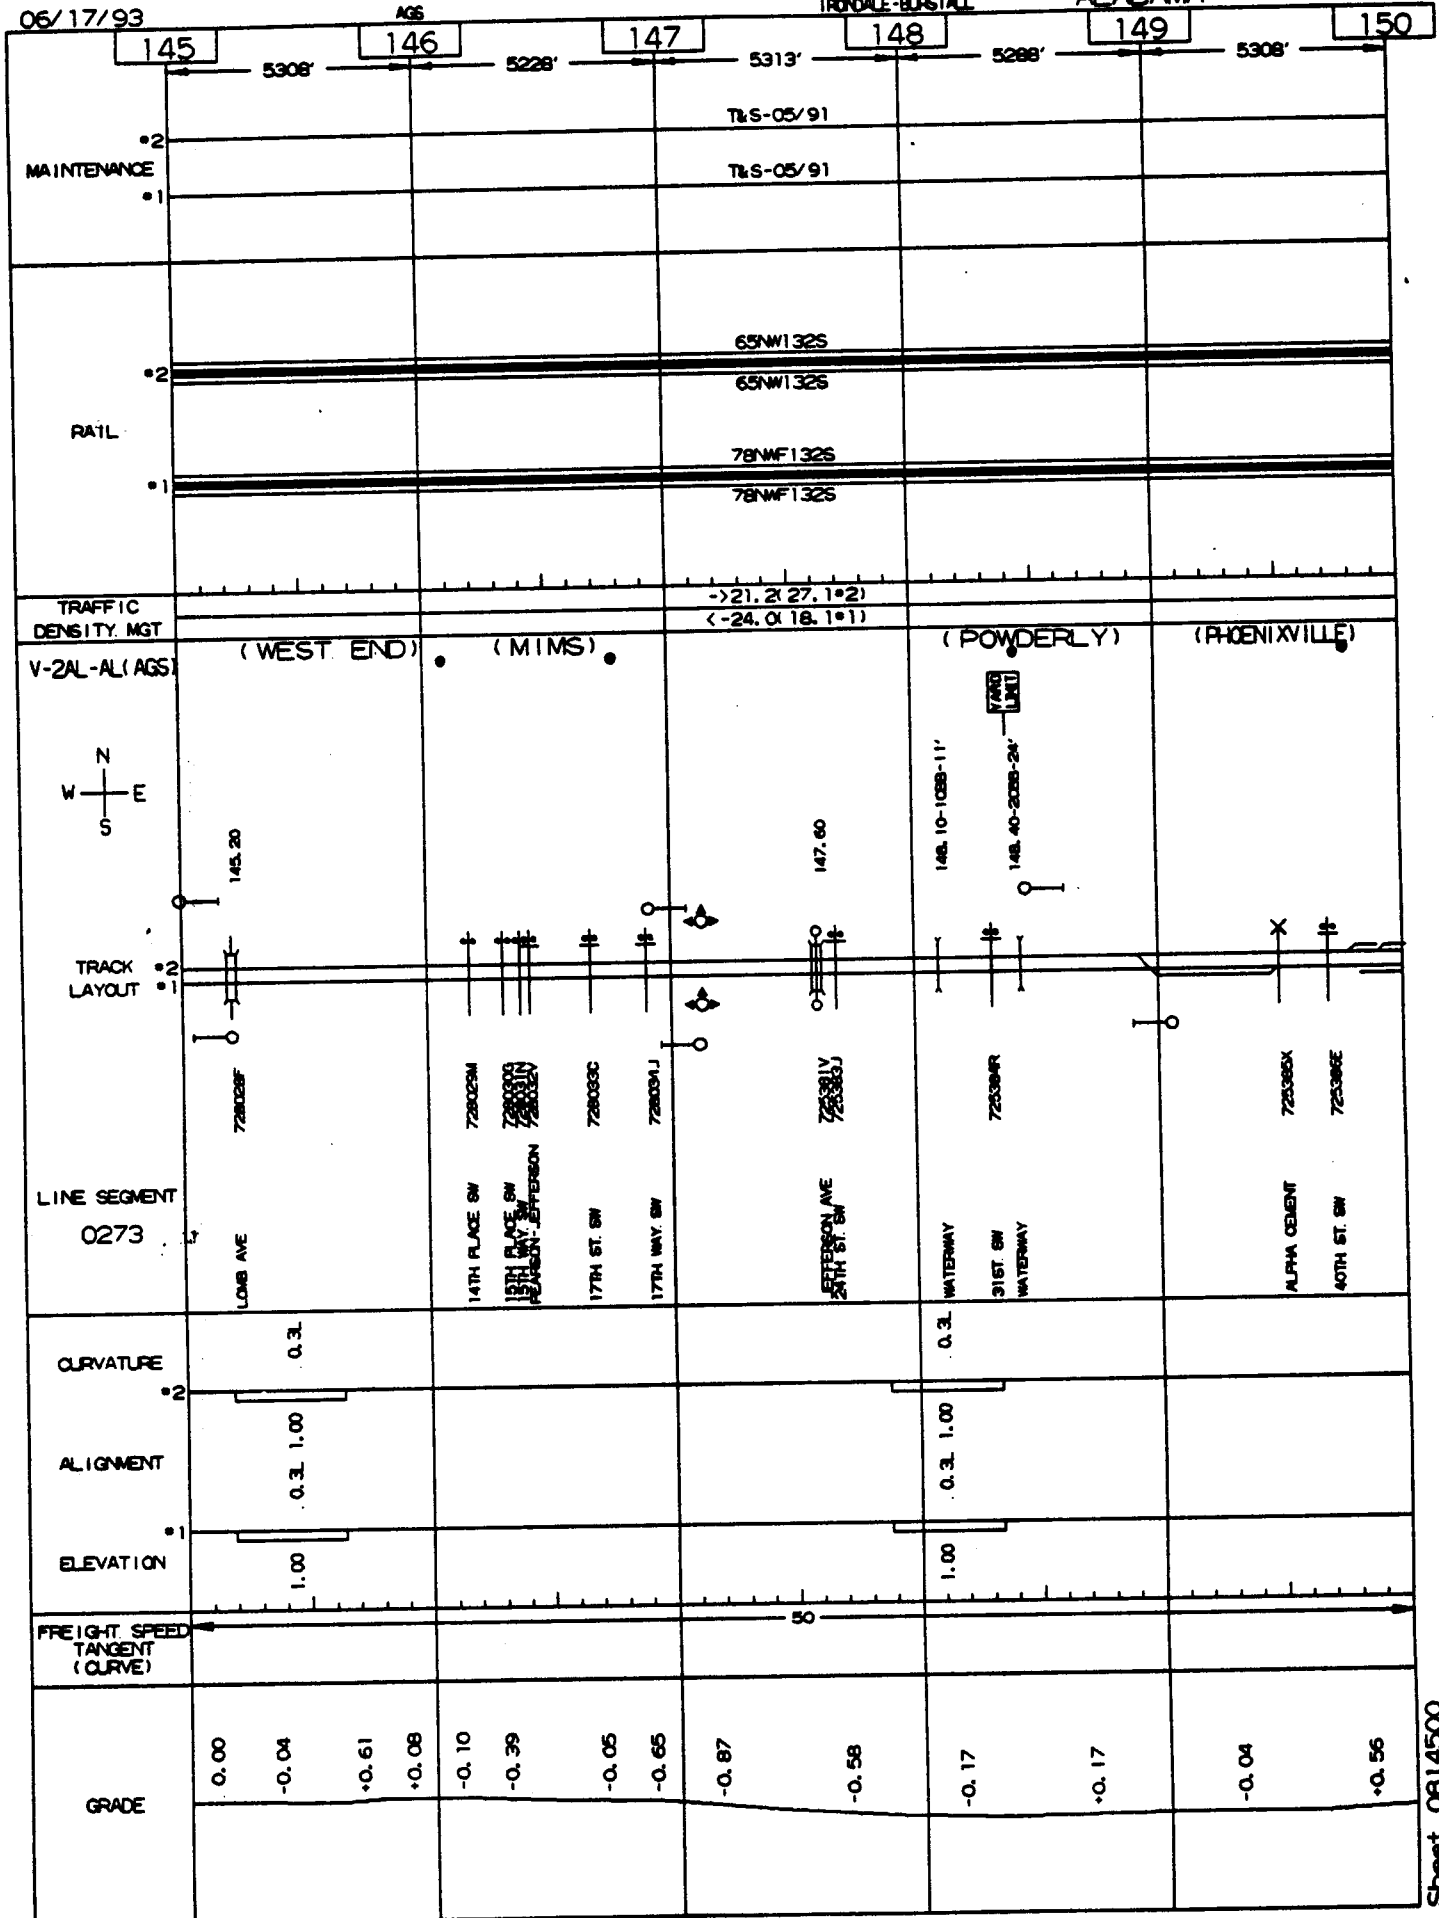 06/17/93
AGS
IRONDALE-BURSTALL
ALABAMA
145 146 147 148 149 150
5308' 5228' 5313' 5288' 5308'
MAINTENANCE
#2 T&S-05/91
#1 T&S-05/91
RAIL
65NW132S
#2
65NW132S
78NWF132S
#1
78NWF132S
TRAFFIC
DENSITY. MGT
->21.2(27.1#2)
<-24.0(18.1#1)
V-2AL-AL(AGS)
(WEST END) (MIMS) (POWDERLY) (PHOENIXVILLE)
YARD
LIMIT
N
W E
S
145.20
147.60
148.10-10BB-11'
148.40-20BB-24'
TRACK #2
LAYOUT #1
728028F
728029M
728030G
728031N
728032V
728033C
728034J
725381V
725383J
725384R
725385X
725386E
LINE SEGMENT
0273
LOMB AVE
14TH PLACE SW
15TH PLACE SW
15TH WAY. SW
PEARSON-JEFFERSON
17TH ST. SW
17TH WAY. SW
JEFFERSON AVE
24TH ST. SW
WATERWAY
31ST. SW
WATERWAY
ALPHA CEMENT
40TH ST. SW
CURVATURE
0.3L 0.3L
#2
1.00 1.00
ALIGNMENT
0.3L 0.3L
#1
ELEVATION
1.00 1.00
FREIGHT. SPEED
TANGENT
(CURVE)
50
GRADE
0.00 -0.04 +0.61 +0.08 -0.10 -0.39 -0.05 -0.65 -0.87 -0.58 -0.17 +0.17 -0.04 +0.56
Sheet 0814500